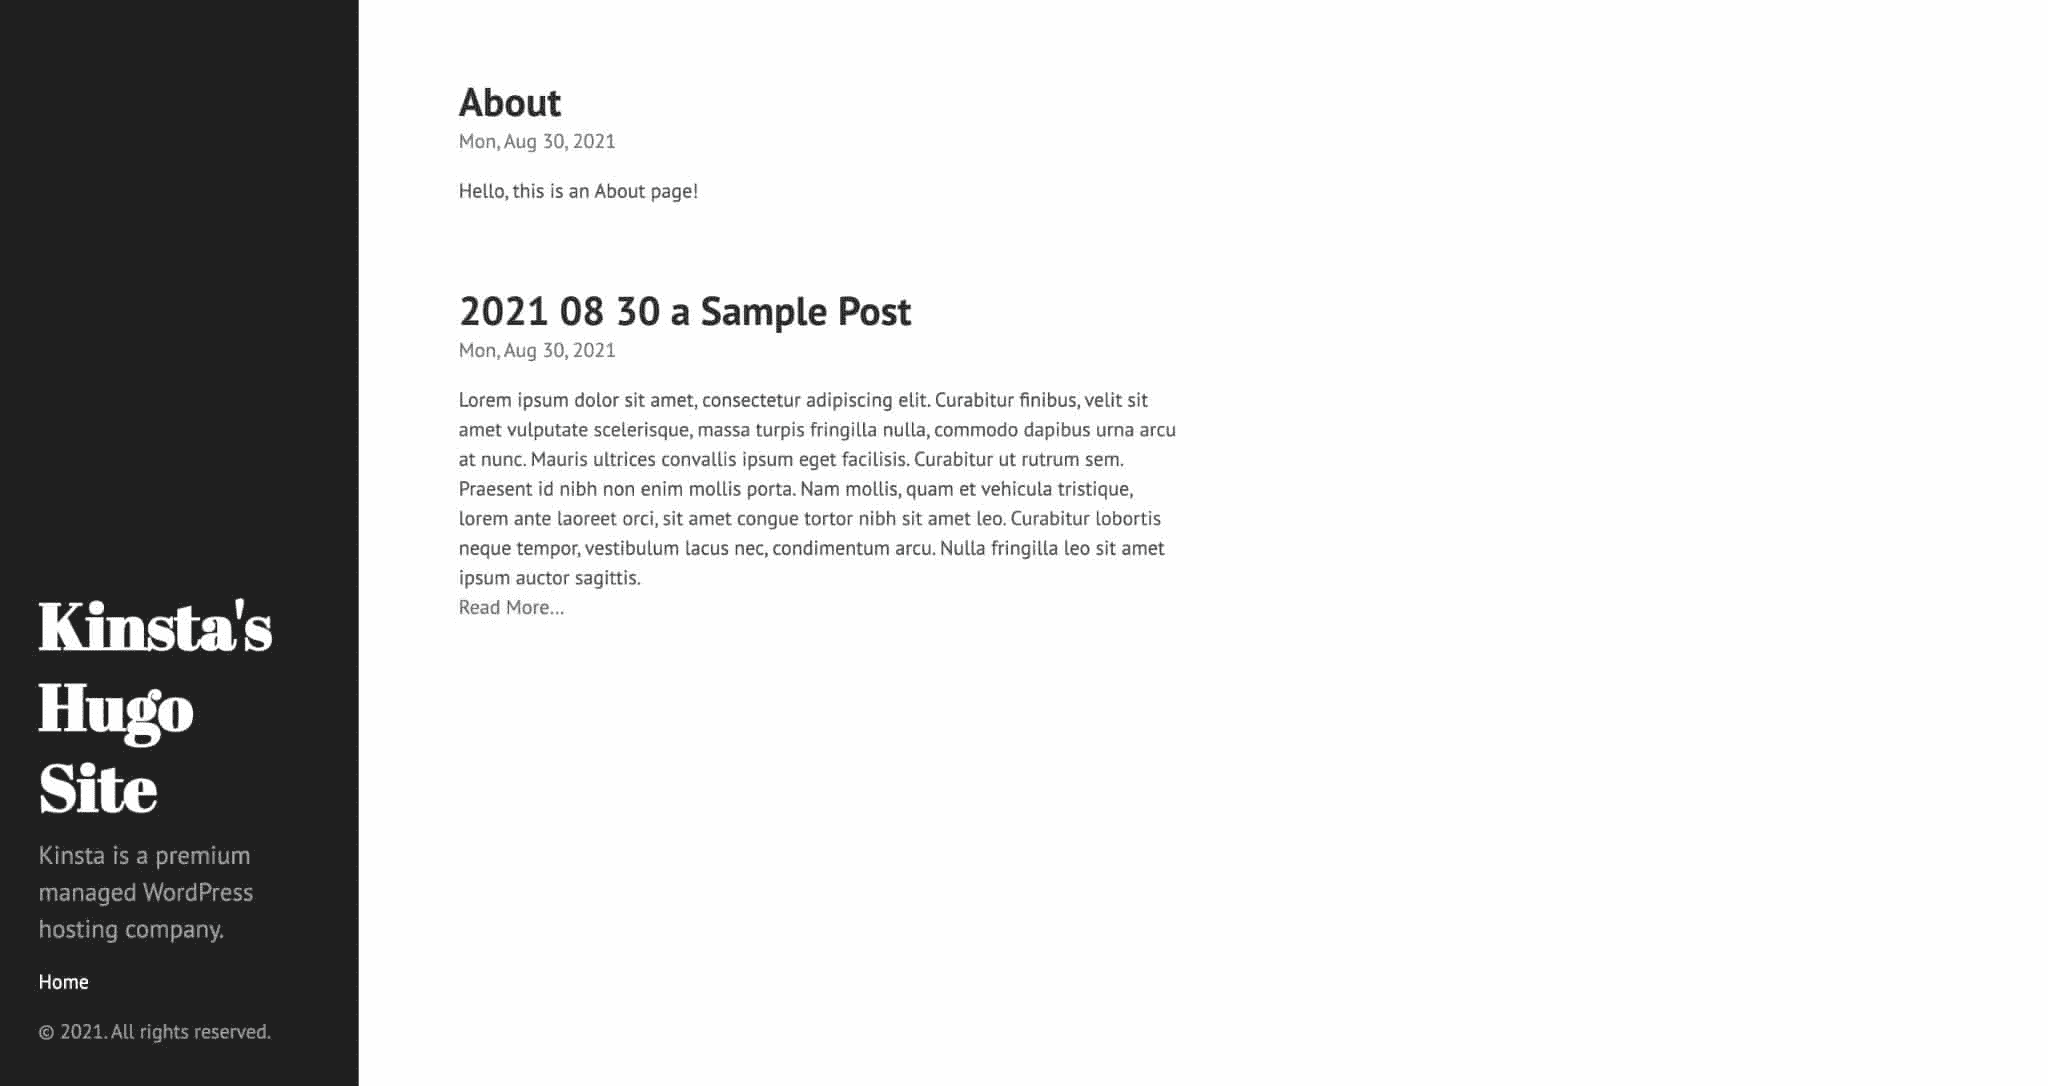 Kinsta's
Hugo
Site
Kinsta is a premium
managed WordPress
hosting company.
Home
© 2021. All rights reserved.
About
Mon, Aug 30, 2021
Hello, this is an About page!
2021 08 30 a Sample Post
Mon, Aug 30, 2021
Lorem ipsum dolor sit amet, consectetur adipiscing elit. Curabitur finibus, velit sit
amet vulputate scelerisque, massa turpis fringilla nulla, commodo dapibus urna arcu
at nunc. Mauris ultrices convallis ipsum eget facilisis. Curabitur ut rutrum sem.
Praesent id nibh non enim mollis porta. Nam mollis, quam et vehicula tristique,
lorem ante laoreet orci, sit amet congue tortor nibh sit amet leo. Curabitur lobortis
neque tempor, vestibulum lacus nec, condimentum arcu. Nulla fringilla leo sit amet
ipsum auctor sagittis.
Read More…